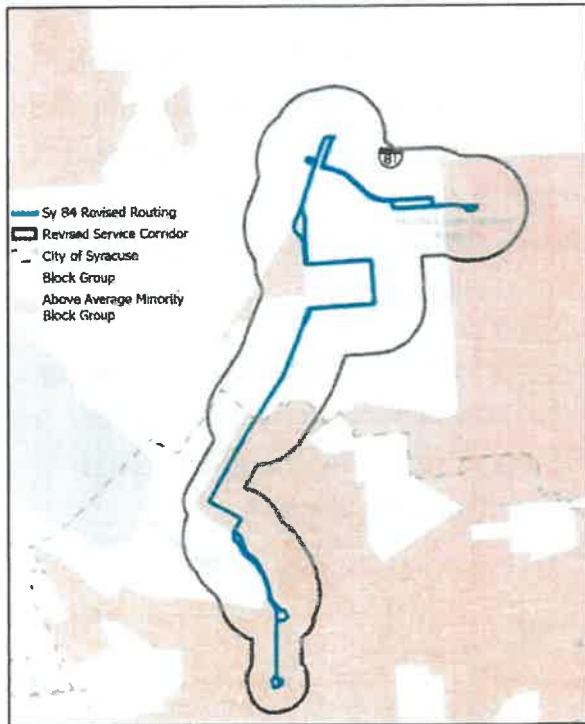 81
Sy 84 Revised Routing
Revised Service Corridor
City of Syracuse
Block Group
Above Average Minority
Block Group